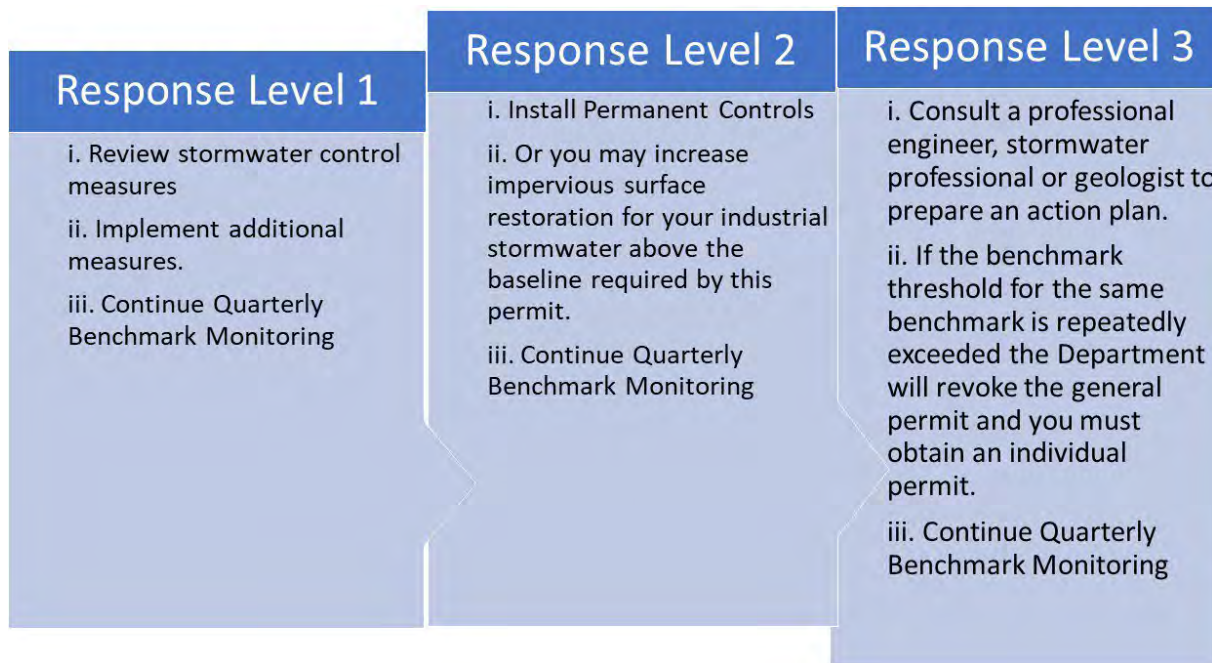 Response Level 1
i. Review stormwater control
measures
ii. Implement additional
measures.
iii. Continue Quarterly
Benchmark Monitoring
Response Level 2
i. Install Permanent Controls
ii. Or you may increase
impervious surface
restoration for your industrial
stormwater above the
baseline required by this
permit.
iii. Continue Quarterly
Benchmark Monitoring
Response Level 3
i. Consult a professional
engineer, stormwater
professional or geologist to
prepare an action plan.
ii. If the benchmark
threshold for the same
benchmark is repeatedly
exceeded the Department
will revoke the general
permit and you must
obtain an individual
permit.
iii. Continue Quarterly
Benchmark Monitoring